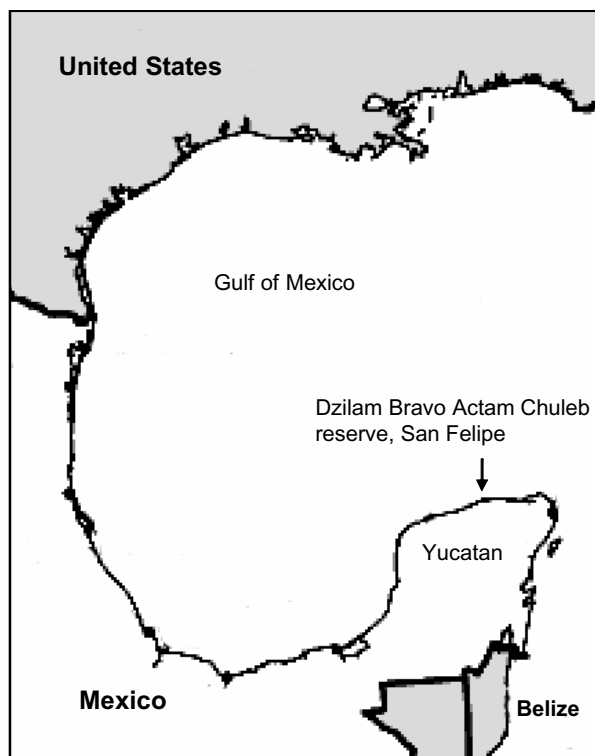 United States
Gulf of Mexico
Dzilam Bravo Actam Chuleb
reserve, San Felipe
Yucatan
Mexico
Belize